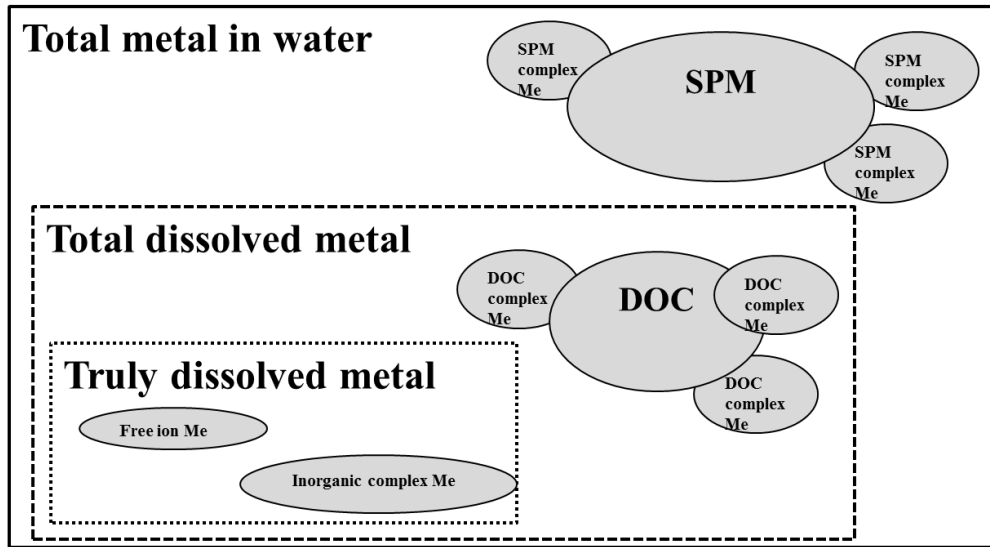 Total metal in water
SPM
complex
Me
SPM
SPM
complex
Me
SPM
complex
Me
Total dissolved metal
DOC
complex
Me
DOC
DOC
complex
Me
DOC
complex
Me
Truly dissolved metal
Free ion Me
Inorganic complex Me